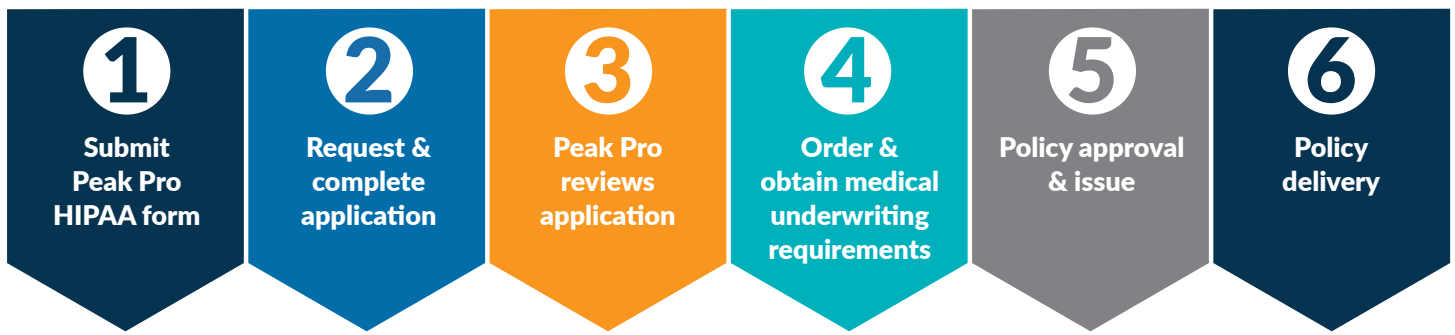 1
Submit
Peak Pro
HIPAA form
2
Request &
complete
application
3
Peak Pro
reviews
application
4
Order &
obtain medical
underwriting
requirements
5
Policy approval
& issue
6
Policy
delivery